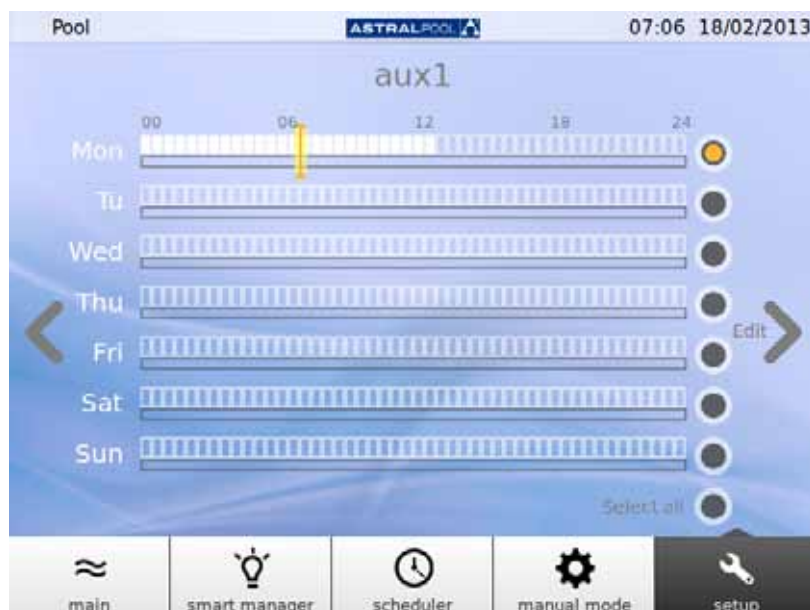 Pool ASTRALPOOL 07:06 18/02/2013
aux1
00 06 12 18 24
Mon
Tu
Wed
Thu
Edit
Fri
Sat
Sun
Select all
main smart manager scheduler manual mode setup